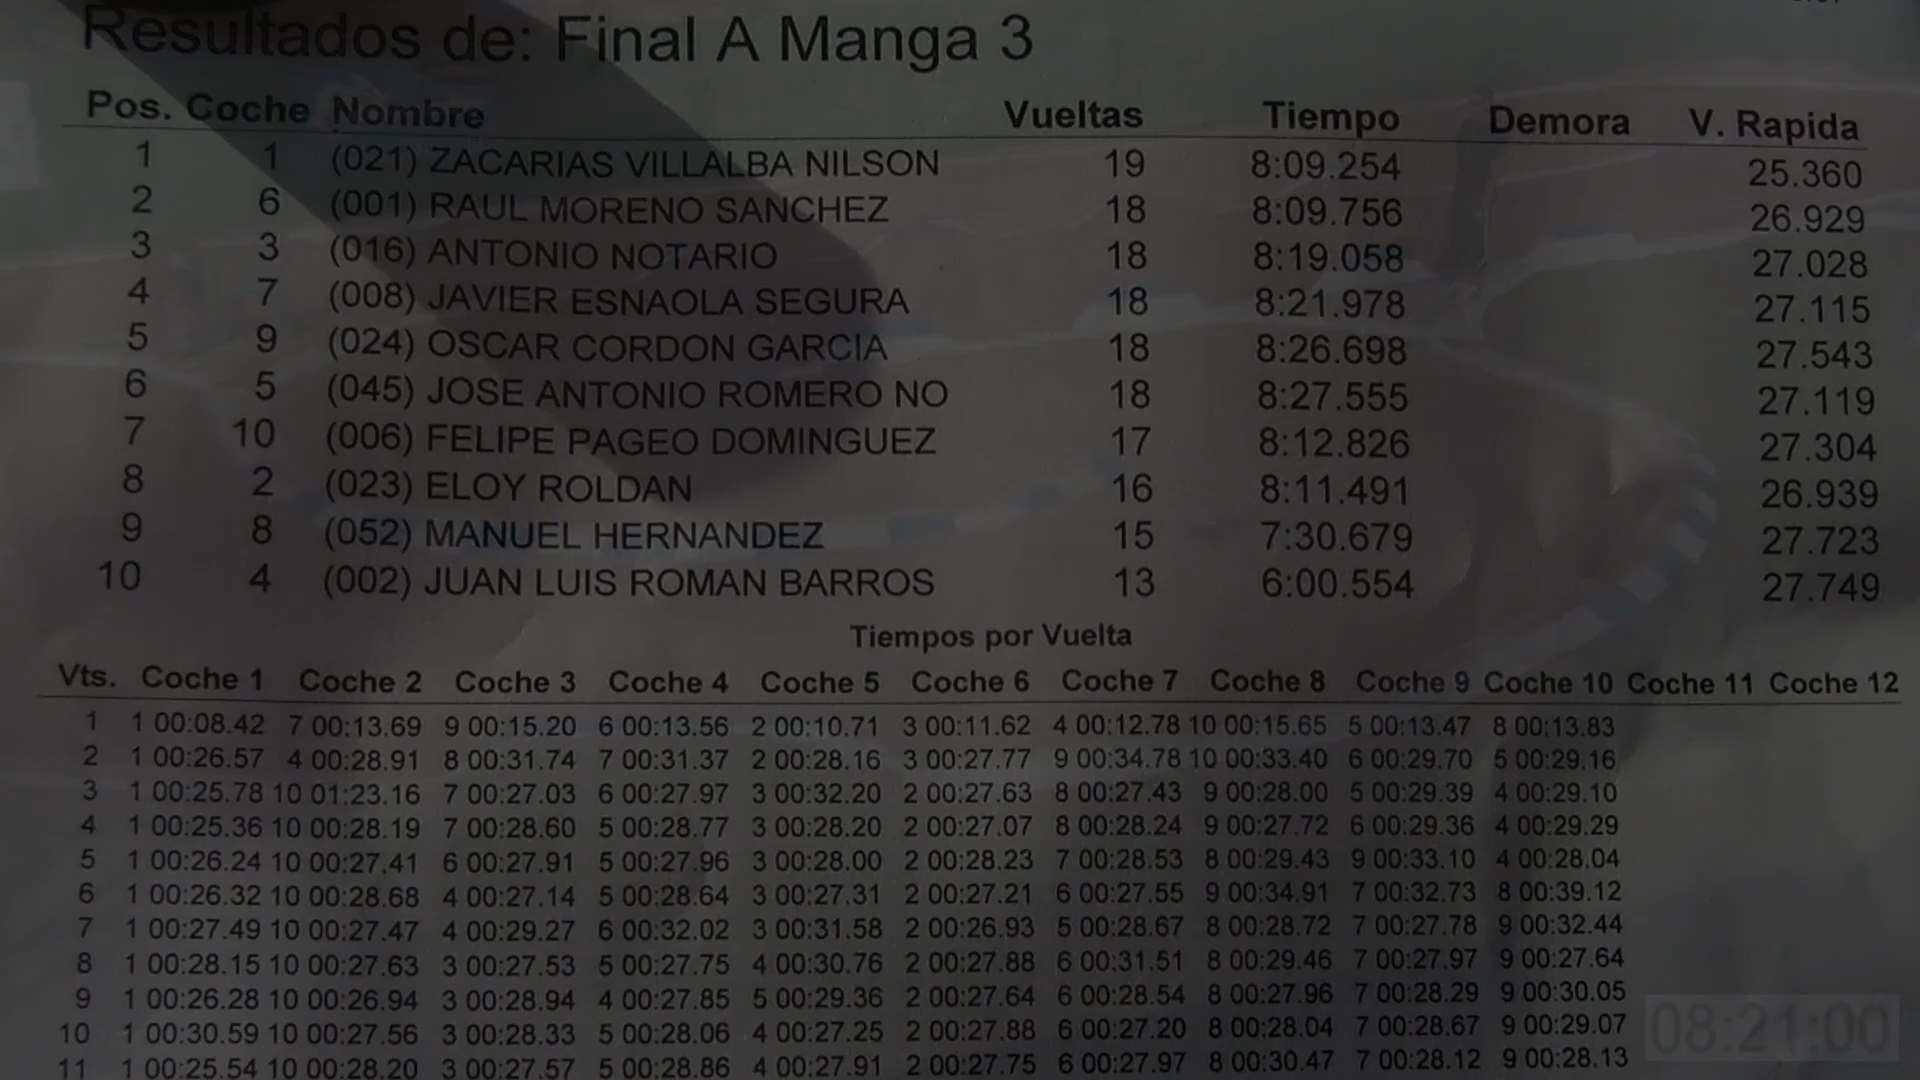 Resultados de: Final A Manga 3
Pos. Coche Nombre Vueltas Tiempo Demora V. Rapida
1 1 (021) ZACARIAS VILLALBA NILSON 19 8:09.254 25.360
2 6 (001) RAUL MORENO SANCHEZ 18 8:09.756 26.929
3 3 (016) ANTONIO NOTARIO 18 8:19.058 27.028
4 7 (008) JAVIER ESNAOLA SEGURA 18 8:21.978 27.115
5 9 (024) OSCAR CORDON GARCIA 18 8:26.698 27.543
6 5 (045) JOSE ANTONIO ROMERO NO 18 8:27.555 27.119
7 10 (006) FELIPE PAGEO DOMINGUEZ 17 8:12.826 27.304
8 2 (023) ELOY ROLDAN 16 8:11.491 26.939
9 8 (052) MANUEL HERNANDEZ 15 7:30.679 27.723
10 4 (002) JUAN LUIS ROMAN BARROS 13 6:00.554 27.749
Tiempos por Vuelta
Vts. Coche 1 Coche 2 Coche 3 Coche 4 Coche 5 Coche 6 Coche 7 Coche 8 Coche 9 Coche 10 Coche 11 Coche 12
1 1 00:08.42 7 00:13.69 9 00:15.20 6 00:13.56 2 00:10.71 3 00:11.62 4 00:12.78 10 00:15.65 5 00:13.47 8 00:13.83
2 1 00:26.57 4 00:28.91 8 00:31.74 7 00:31.37 2 00:28.16 3 00:27.77 9 00:34.78 10 00:33.40 6 00:29.70 5 00:29.16
3 1 00:25.78 10 01:23.16 7 00:27.03 6 00:27.97 3 00:32.20 2 00:27.63 8 00:27.43 9 00:28.00 5 00:29.39 4 00:29.10
4 1 00:25.36 10 00:28.19 7 00:28.60 5 00:28.77 3 00:28.20 2 00:27.07 8 00:28.24 9 00:27.72 6 00:29.36 4 00:29.29
5 1 00:26.24 10 00:27.41 6 00:27.91 5 00:27.96 3 00:28.00 2 00:28.23 7 00:28.53 8 00:29.43 9 00:33.10 4 00:28.04
6 1 00:26.32 10 00:28.68 4 00:27.14 5 00:28.64 3 00:27.31 2 00:27.21 6 00:27.55 9 00:34.91 7 00:32.73 8 00:39.12
7 1 00:27.49 10 00:27.47 4 00:29.27 6 00:32.02 3 00:31.58 2 00:26.93 5 00:28.67 8 00:28.72 7 00:27.78 9 00:32.44
8 1 00:28.15 10 00:27.63 3 00:27.53 5 00:27.75 4 00:30.76 2 00:27.88 6 00:31.51 8 00:29.46 7 00:27.97 9 00:27.64
9 1 00:26.28 10 00:26.94 3 00:28.94 4 00:27.85 5 00:29.36 2 00:27.64 6 00:28.54 8 00:27.96 7 00:28.29 9 00:30.05
10 1 00:30.59 10 00:27.56 3 00:28.33 5 00:28.06 4 00:27.25 2 00:27.88 6 00:27.20 8 00:28.04 7 00:28.67 9 00:29.07
11 1 00:25.54 10 00:28.20 3 00:27.57 5 00:28.86 4 00:27.91 2 00:27.75 6 00:27.97 8 00:30.47 7 00:28.12 9 00:28.13
08:21:00